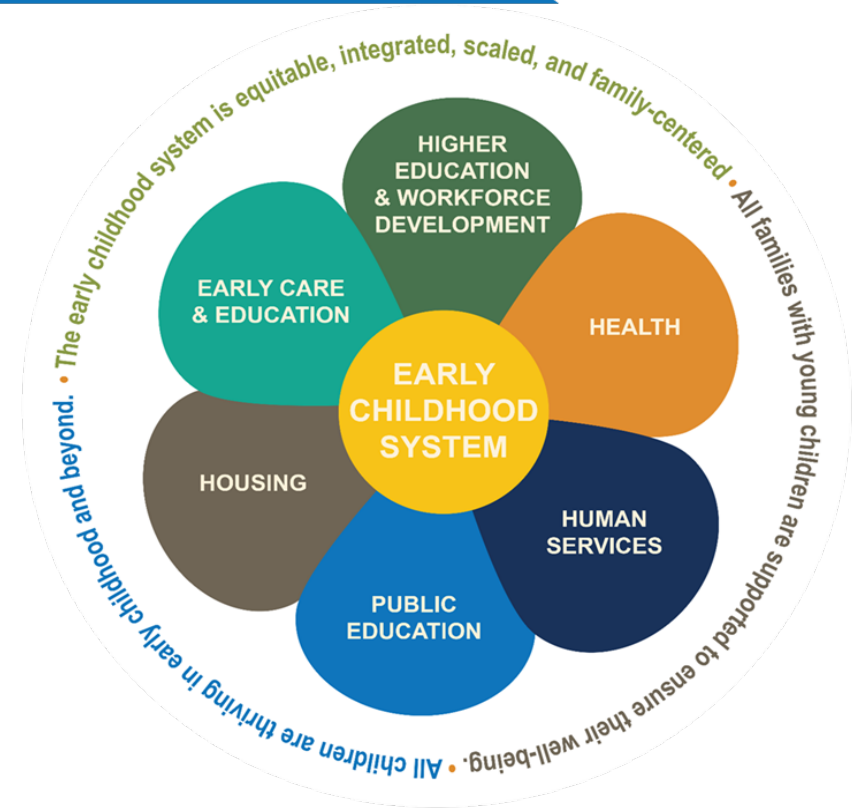 The early childhood system is equitable, integrated, scaled, and family-centered •
All families with young children are supported to ensure their well-being. •
All children are thriving in early childhood and beyond. •
HIGHER
EDUCATION
& WORKFORCE
DEVELOPMENT
HEALTH
HUMAN
SERVICES
PUBLIC
EDUCATION
HOUSING
EARLY CARE
& EDUCATION
EARLY
CHILDHOOD
SYSTEM